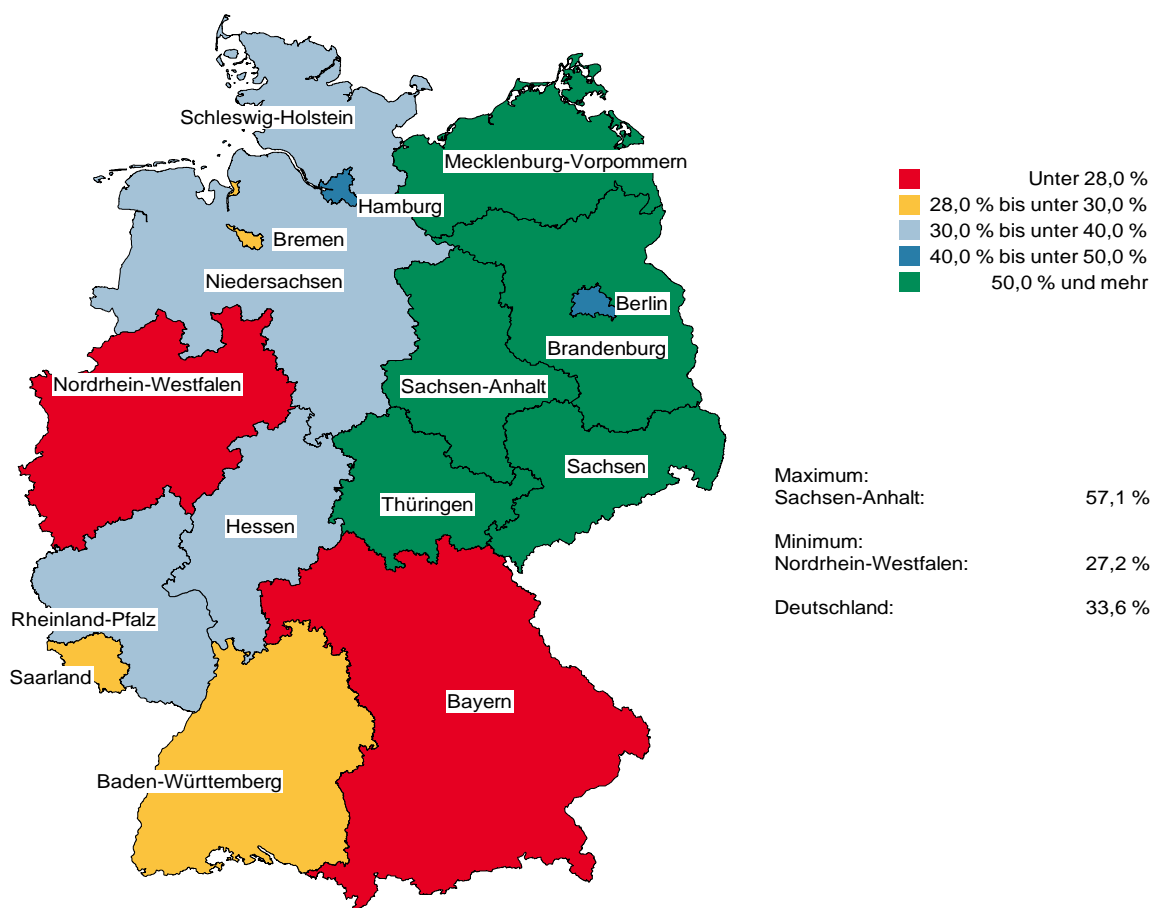 Schleswig-Holstein
Mecklenburg-Vorpommern
Hamburg
Bremen
Niedersachsen
Berlin
Brandenburg
Nordrhein-Westfalen
Sachsen-Anhalt
Sachsen
Thüringen
Hessen
Rheinland-Pfalz
Saarland
Bayern
Baden-Württemberg
Unter 28,0 %
28,0 % bis unter 30,0 %
30,0 % bis unter 40,0 %
40,0 % bis unter 50,0 %
50,0 % und mehr
Maximum:
Sachsen-Anhalt: 57,1 %
Minimum:
Nordrhein-Westfalen: 27,2 %
Deutschland: 33,6 %